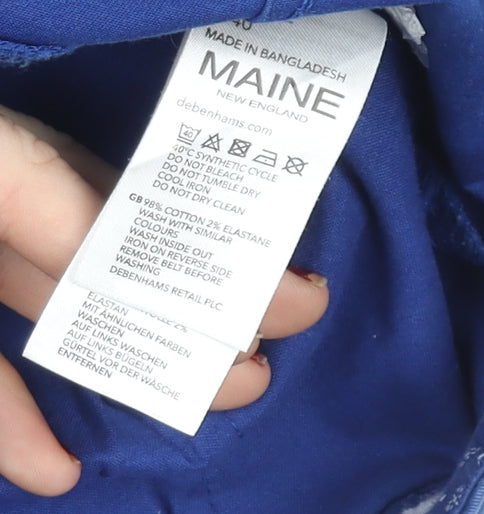 40
MADE IN BANGLADESH
MAINE
NEW ENGLAND
debenhams.com
40
40°C SYNTHETIC CYCLE
DO NOT BLEACH
DO NOT TUMBLE DRY
COOL IRON
DO NOT DRY CLEAN
GB 98% COTTON 2% ELASTANE
WASH WITH SIMILAR
COLOURS
WASH INSIDE OUT
IRON ON REVERSE SIDE
REMOVE BELT BEFORE
WASHING
DEBENHAMS RETAIL PLC
ELASTAN
MIT ÄHNLICHEN FARBEN
WASCHEN
AUF LINKS WASCHEN
AUF LINKS BÜGELN
GÜRTEL VOR DER WÄSCHE
ENTFERNEN